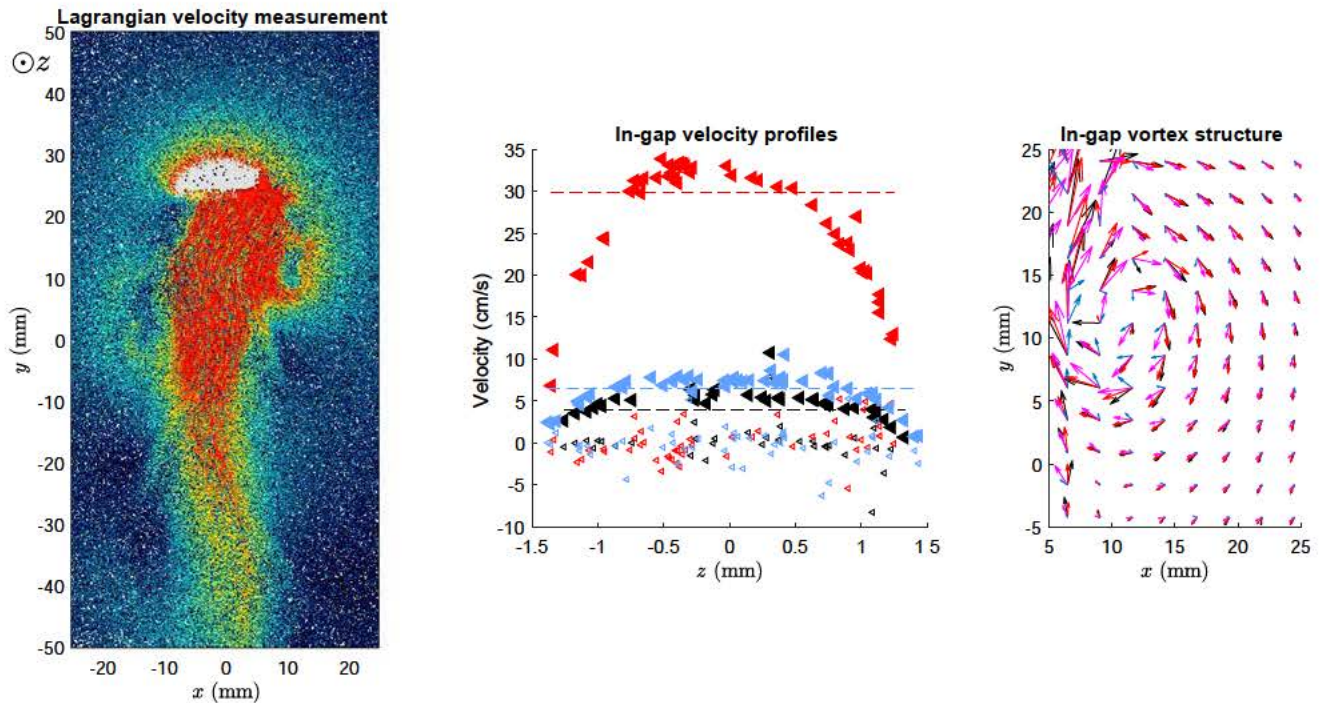 Lagrangian velocity measurement
50
⊙z
40
30
20
10
0
-10
-20
-30
-40
-50
y (mm)
-20 -10 0 10 20
x (mm)
In-gap velocity profiles
35
30
25
20
15
10
5
0
-5
-10
Velocity (cm/s)
-1.5 -1 -0.5 0 0.5 1 1 5
z (mm)
In-gap vortex structure
25
20
15
10
5
0
-5
y (mm)
5 10 15 20 25
x (mm)